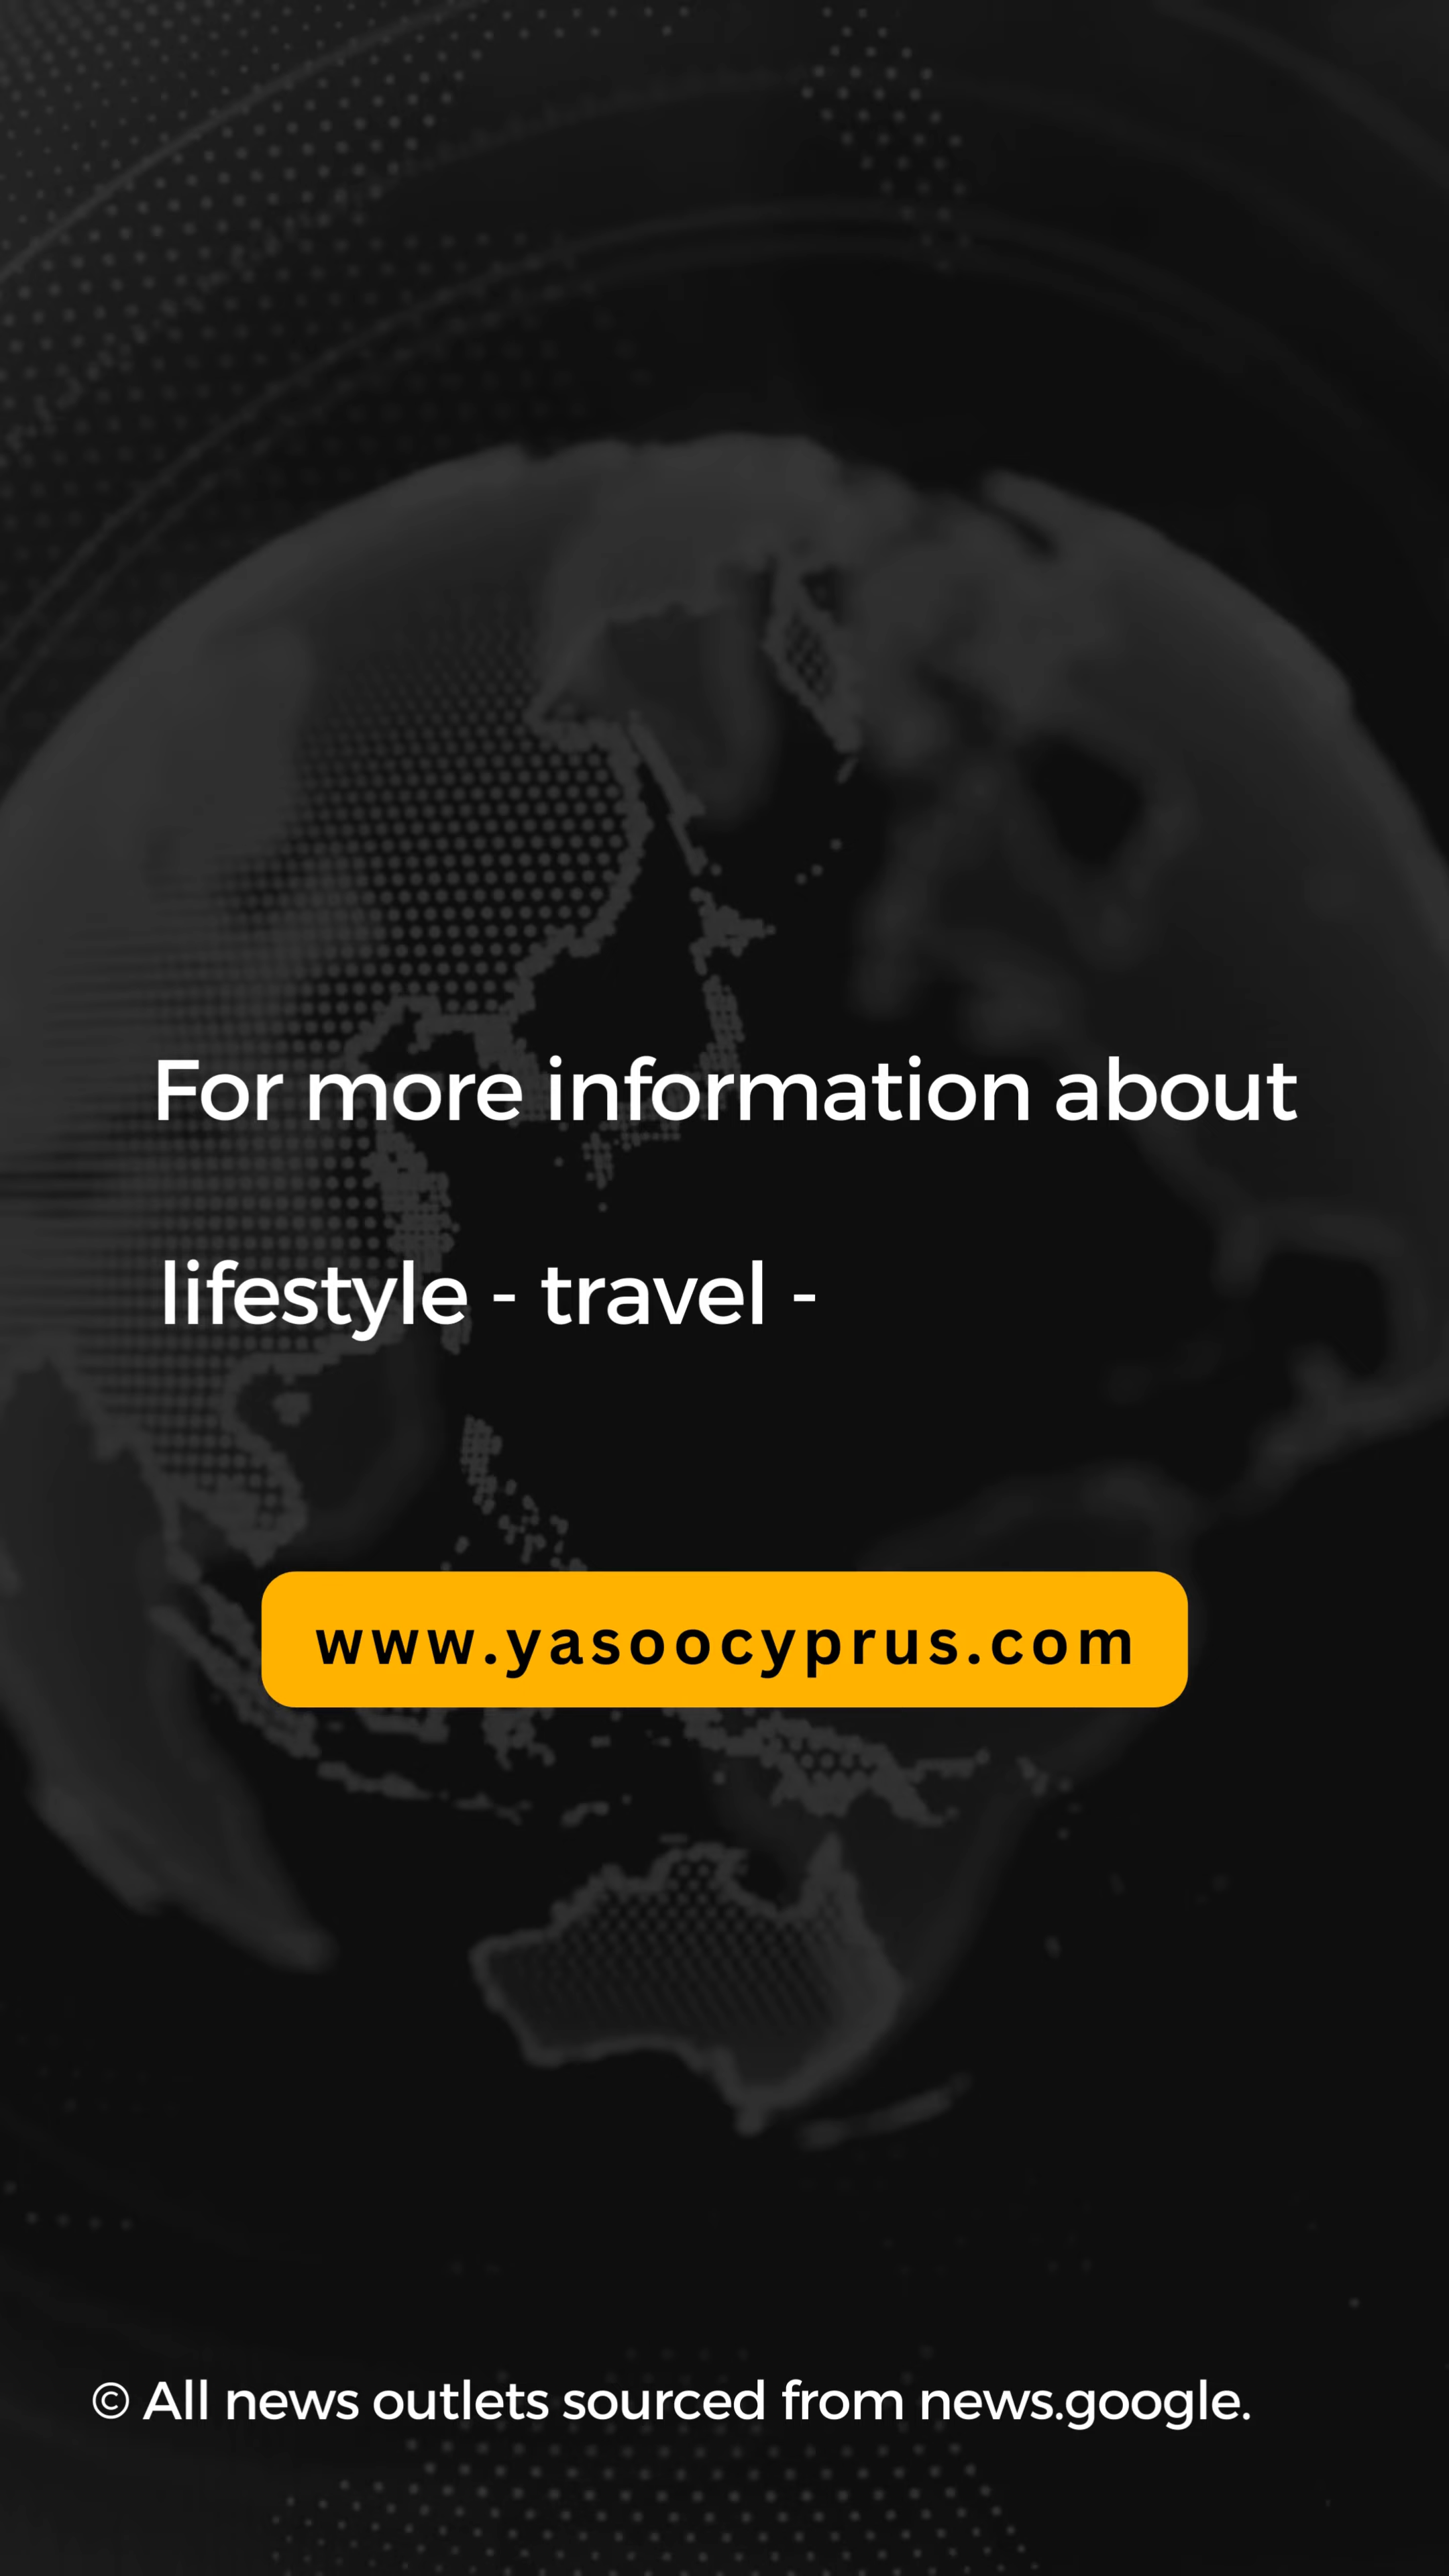 For more information about
lifestyle - travel -
www.yasoocyprus.com
© All news outlets sourced from news.google.